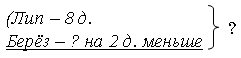 (Лип – 8 д. ?
Берёз – ? на 2 д. меньше